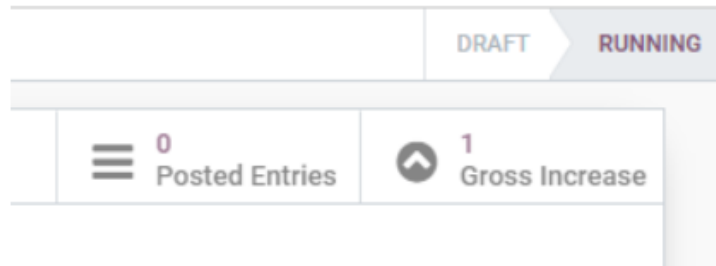 DRAFT
RUNNING
0
Posted Entries
1
Gross Increase